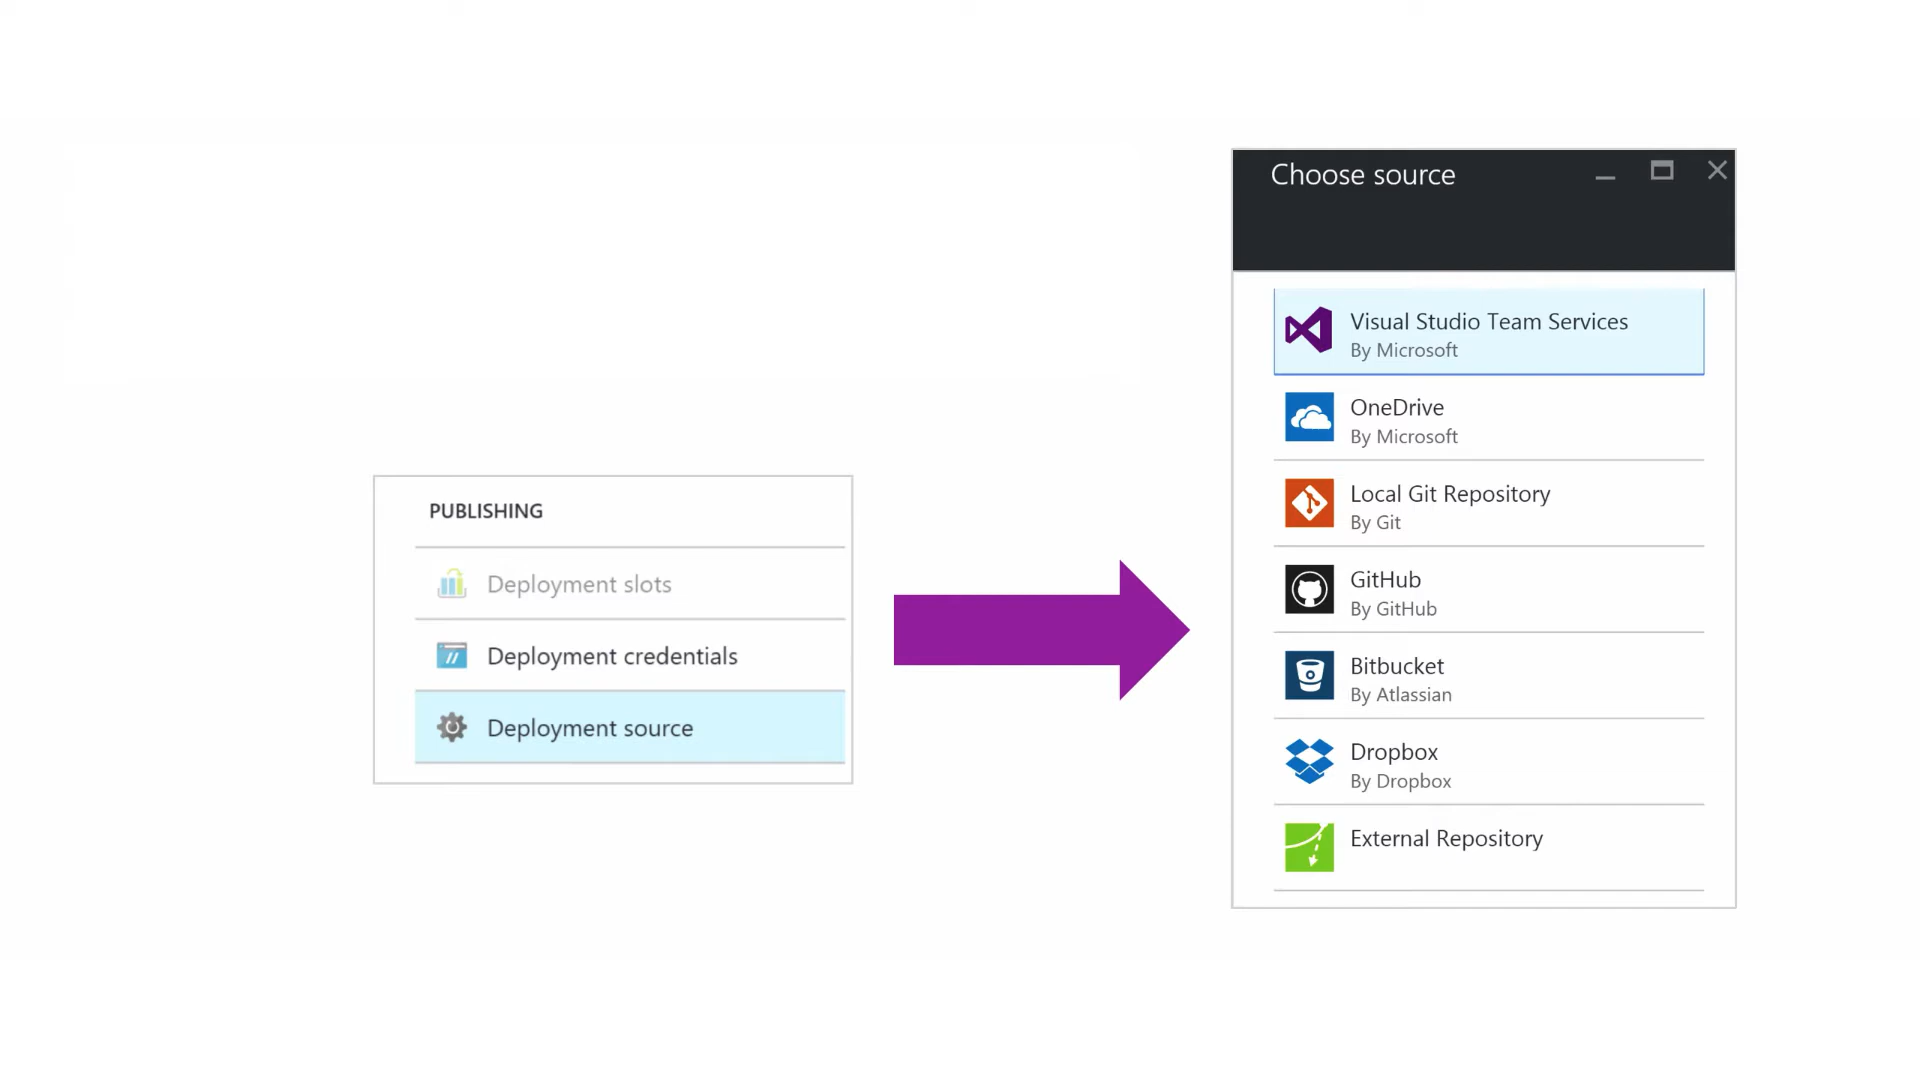 PUBLISHING
Deployment slots
Deployment credentials
Deployment source
Choose source
Visual Studio Team Services
By Microsoft
OneDrive
By Microsoft
Local Git Repository
By Git
GitHub
By GitHub
Bitbucket
By Atlassian
Dropbox
By Dropbox
External Repository